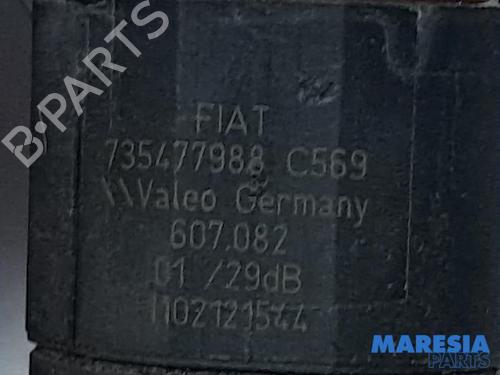 B-PARTS
FIAT
735477988 C569
\\Valeo Germany
607.082
01 /29dB
1102121544
MARESIA
PARTS